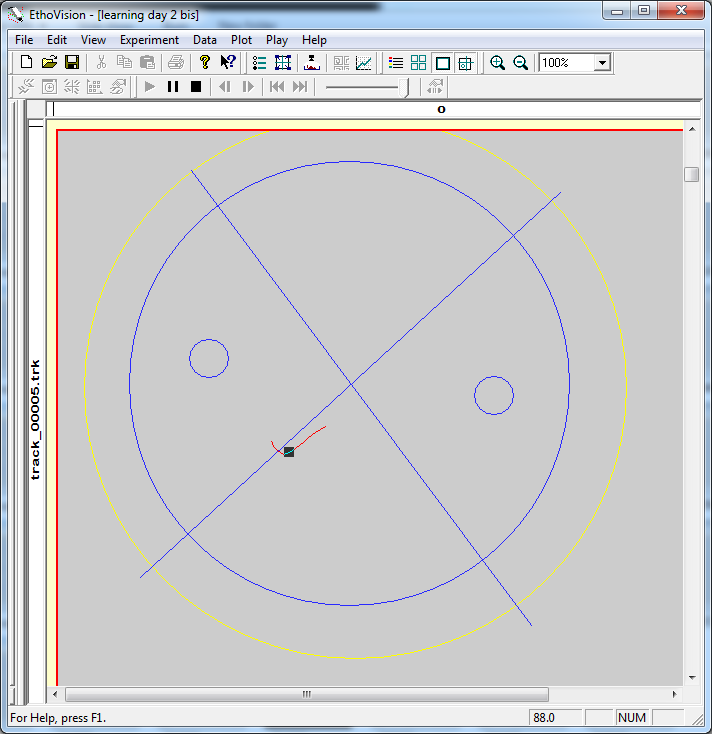 EthoVision - [learning day 2 bis]
File Edit View Experiment Data Plot Play Help
100%
O
track_00005.trk
For Help, press F1.
88.0
NUM